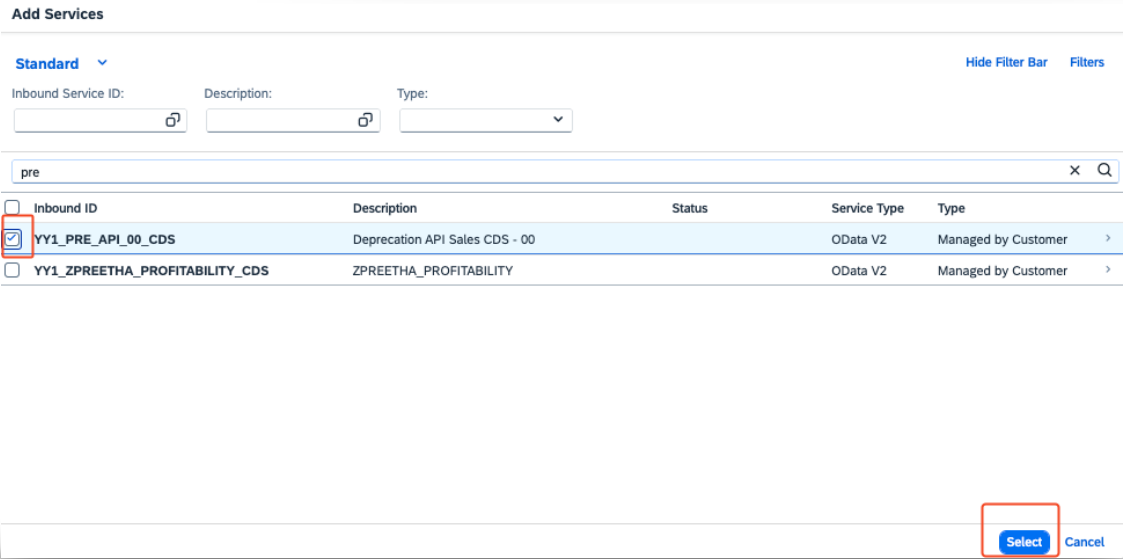 Add Services
Standard
Hide Filter Bar Filters
Inbound Service ID: Description: Type:
pre
Inbound ID Description Status Service Type Type
YY1_PRE_API_00_CDS Deprecation API Sales CDS - 00 OData V2 Managed by Customer
YY1_ZPREETHA_PROFITABILITY_CDS ZPREETHA_PROFITABILITY OData V2 Managed by Customer
Select Cancel